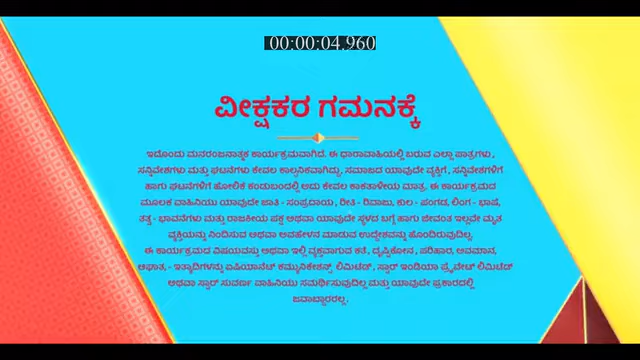 00:00:04.960
ವೀಕ್ಷಕರ ಗಮನಕ್ಕೆ
ಇದೊಂದು ಮನರಂಜನಾತ್ಮಕ ಕಾರ್ಯಕ್ರಮವಾಗಿದೆ. ಈ ಧಾರಾವಾಹಿಯಲ್ಲಿ ಬರುವ ಎಲ್ಲಾ ಪಾತ್ರಗಳು,
ಸನ್ನಿವೇಶಗಳು ಮತ್ತು ಘಟನೆಗಳು ಕೇವಲ ಕಾಲ್ಪನಿಕವಾಗಿದ್ದು, ಸಮಾಜದ ಯಾವುದೇ ವ್ಯಕ್ತಿಗೆ, ಸನ್ನಿವೇಶಗಳಿಗೆ
ಹಾಗು ಘಟನೆಗಳಿಗೆ ಹೋಲಿಕೆ ಕಂಡುಬಂದಲ್ಲಿ ಅದು ಕೇವಲ ಕಾಕತಾಳೀಯ ಮಾತ್ರ. ಈ ಕಾರ್ಯಕ್ರಮದ
ಮೂಲಕ ವಾಹಿನಿಯು ಯಾವುದೇ ಜಾತಿ - ಸಂಪ್ರದಾಯ, ರೀತಿ - ರಿವಾಜು, ಕುಲ - ಪಂಗಡ, ಲಿಂಗ - ಭಾಷೆ,
ತತ್ವ - ಭಾವನೆಗಳು ಮತ್ತು ರಾಜಕೀಯ ಪಕ್ಷ ಅಥವಾ ಯಾವುದೇ ಸ್ಥಳದ ಬಗ್ಗೆ ಹಾಗು ಜೀವಂತ ಇಲ್ಲವೇ ಮೃತ
ವ್ಯಕ್ತಿಯನ್ನು ನಿಂದಿಸುವ ಅಥವಾ ಅವಹೇಳನ ಮಾಡುವ ಉದ್ದೇಶವನ್ನು ಹೊಂದಿರುವುದಿಲ್ಲ.
ಈ ಕಾರ್ಯಕ್ರಮದ ವಿಷಯವಸ್ತು ಅಥವಾ ಇಲ್ಲಿ ವ್ಯಕ್ತವಾಗುವ ಕತೆ, ದೃಷ್ಟಿಕೋನ, ಪರಿಹಾರ, ಅವಮಾನ,
ಆಘಾತ - ಇತ್ಯಾದಿಗಳನ್ನು ಏಷಿಯಾನೆಟ್ ಕಮ್ಯುನಿಕೇಶನ್ಸ್ ಲಿಮಿಟೆಡ್, ಸ್ಟಾರ್ ಇಂಡಿಯಾ ಪ್ರೈವೇಟ್ ಲಿಮಿಟೆಡ್
ಅಥವಾ ಸ್ಟಾರ್ ಸುವರ್ಣ ವಾಹಿನಿಯು ಸಮರ್ಥಿಸುವುದಿಲ್ಲ ಮತ್ತು ಯಾವುದೇ ಪ್ರಕಾರದಲ್ಲಿ
ಜವಾಬ್ದಾರರಲ್ಲ.